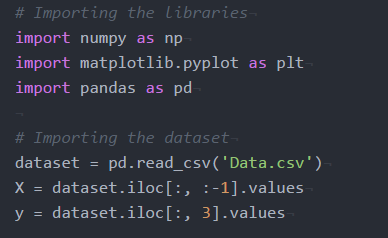 # Importing the libraries
import numpy as np
import matplotlib.pyplot as plt
import pandas as pd

# Importing the dataset
dataset = pd.read_csv('Data.csv')
X = dataset.iloc[:, :-1].values
y = dataset.iloc[:, 3].values